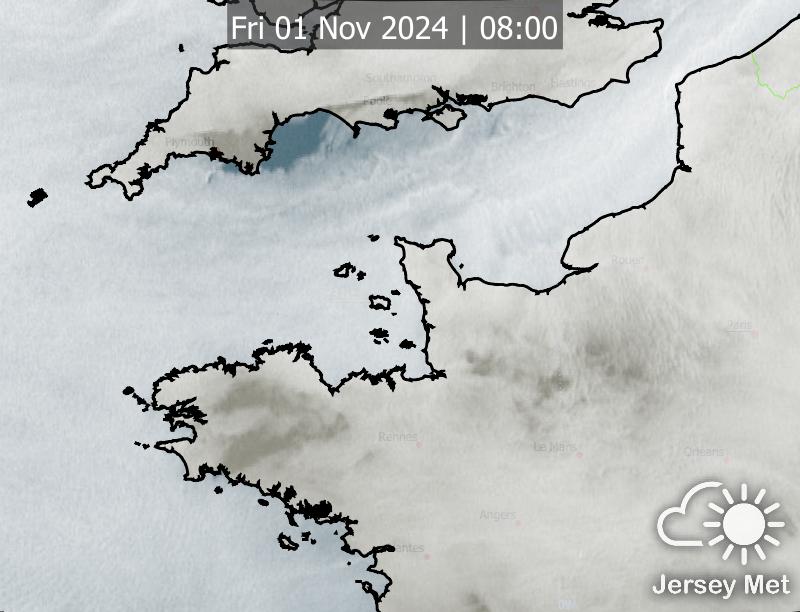 Fri 01 Nov 2024 | 08:00
Southampton
Brighton
Hastings
Poole
Plymouth
Rouen
Paris
Rennes
Le Mans
Orleans
Angers
Nantes
Jersey Met